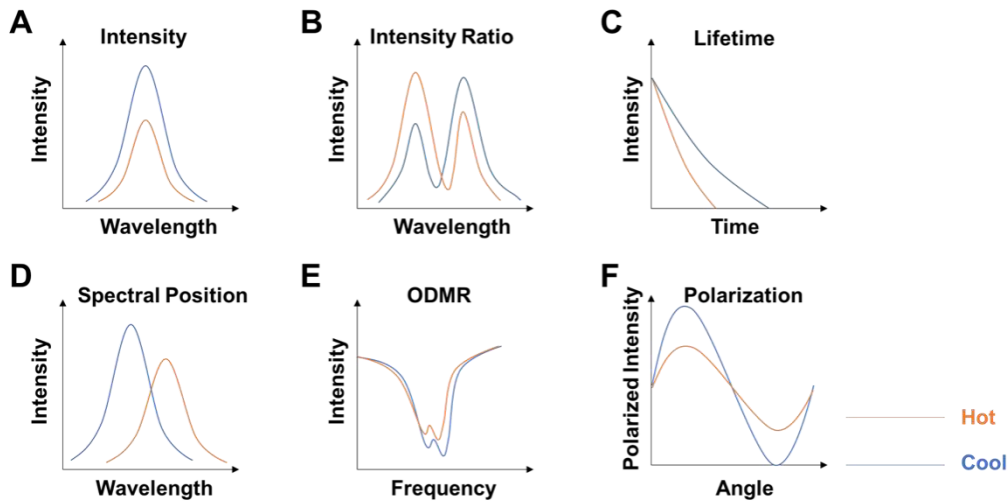 A
Intensity
Intensity
Wavelength
B
Intensity Ratio
Intensity
Wavelength
C
Lifetime
Intensity
Time
D
Spectral Position
Intensity
Wavelength
E
ODMR
Intensity
Frequency
F
Polarization
Polarized Intensity
Angle
Hot
Cool